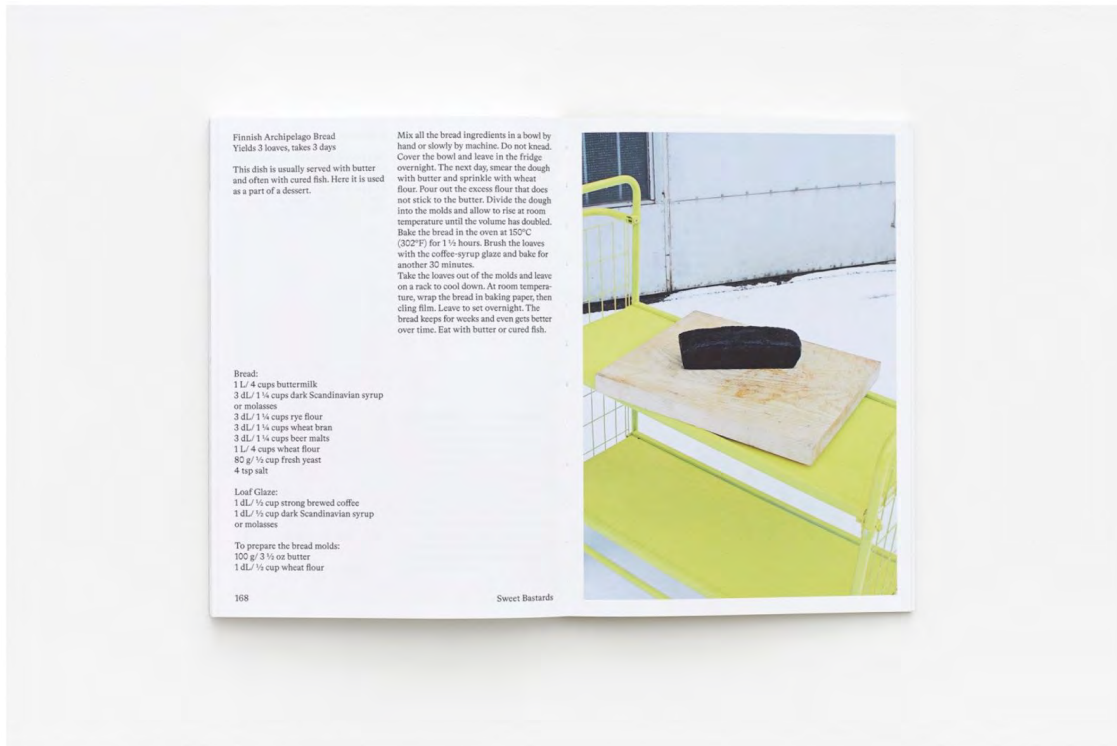 Finnish Archipelago Bread
Yields 3 loaves, takes 3 days
This dish is usually served with butter
and often with cured fish. Here it is used
as a part of a dessert.
Bread:
1 L/ 4 cups buttermilk
3 dL/ 1 ¼ cups dark Scandinavian syrup
or molasses
3 dL/ 1 ¼ cups rye flour
3 dL/ 1 ¼ cups wheat bran
3 dL/ 1 ¼ cups beer malts
1 L/ 4 cups wheat flour
80 g/ ½ cup fresh yeast
4 tsp salt
Loaf Glaze:
1 dL/ ½ cup strong brewed coffee
1 dL/ ½ cup dark Scandinavian syrup
or molasses
To prepare the bread molds:
100 g/ 3 ½ oz butter
1 dL/ ½ cup wheat flour
Mix all the bread ingredients in a bowl by
hand or slowly by machine. Do not knead.
Cover the bowl and leave in the fridge
overnight. The next day, smear the dough
with butter and sprinkle with wheat
flour. Pour out the excess flour that does
not stick to the butter. Divide the dough
into the molds and allow to rise at room
temperature until the volume has doubled.
Bake the bread in the oven at 150°C
(302°F) for 1 ½ hours. Brush the loaves
with the coffee-syrup glaze and bake for
another 30 minutes.
Take the loaves out of the molds and leave
on a rack to cool down. At room tempera-
ture, wrap the bread in baking paper, then
cling film. Leave to set overnight. The
bread keeps for weeks and even gets better
over time. Eat with butter or cured fish.
168
Sweet Bastards